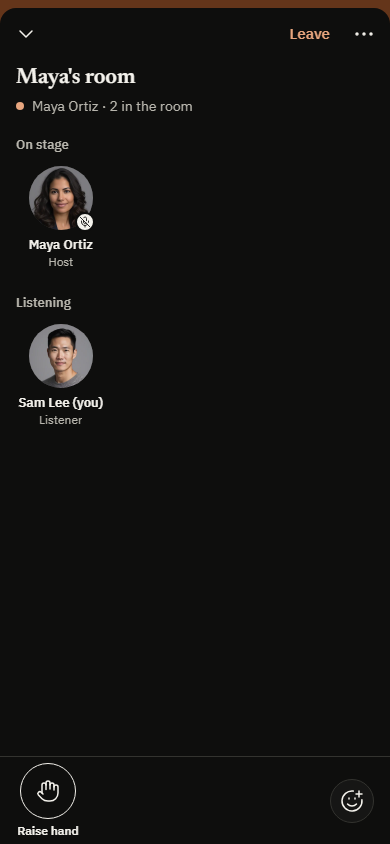 Leave
Maya's room
Maya Ortiz · 2 in the room
On stage
Maya Ortiz
Host
Listening
Sam Lee (you)
Listener
Raise hand